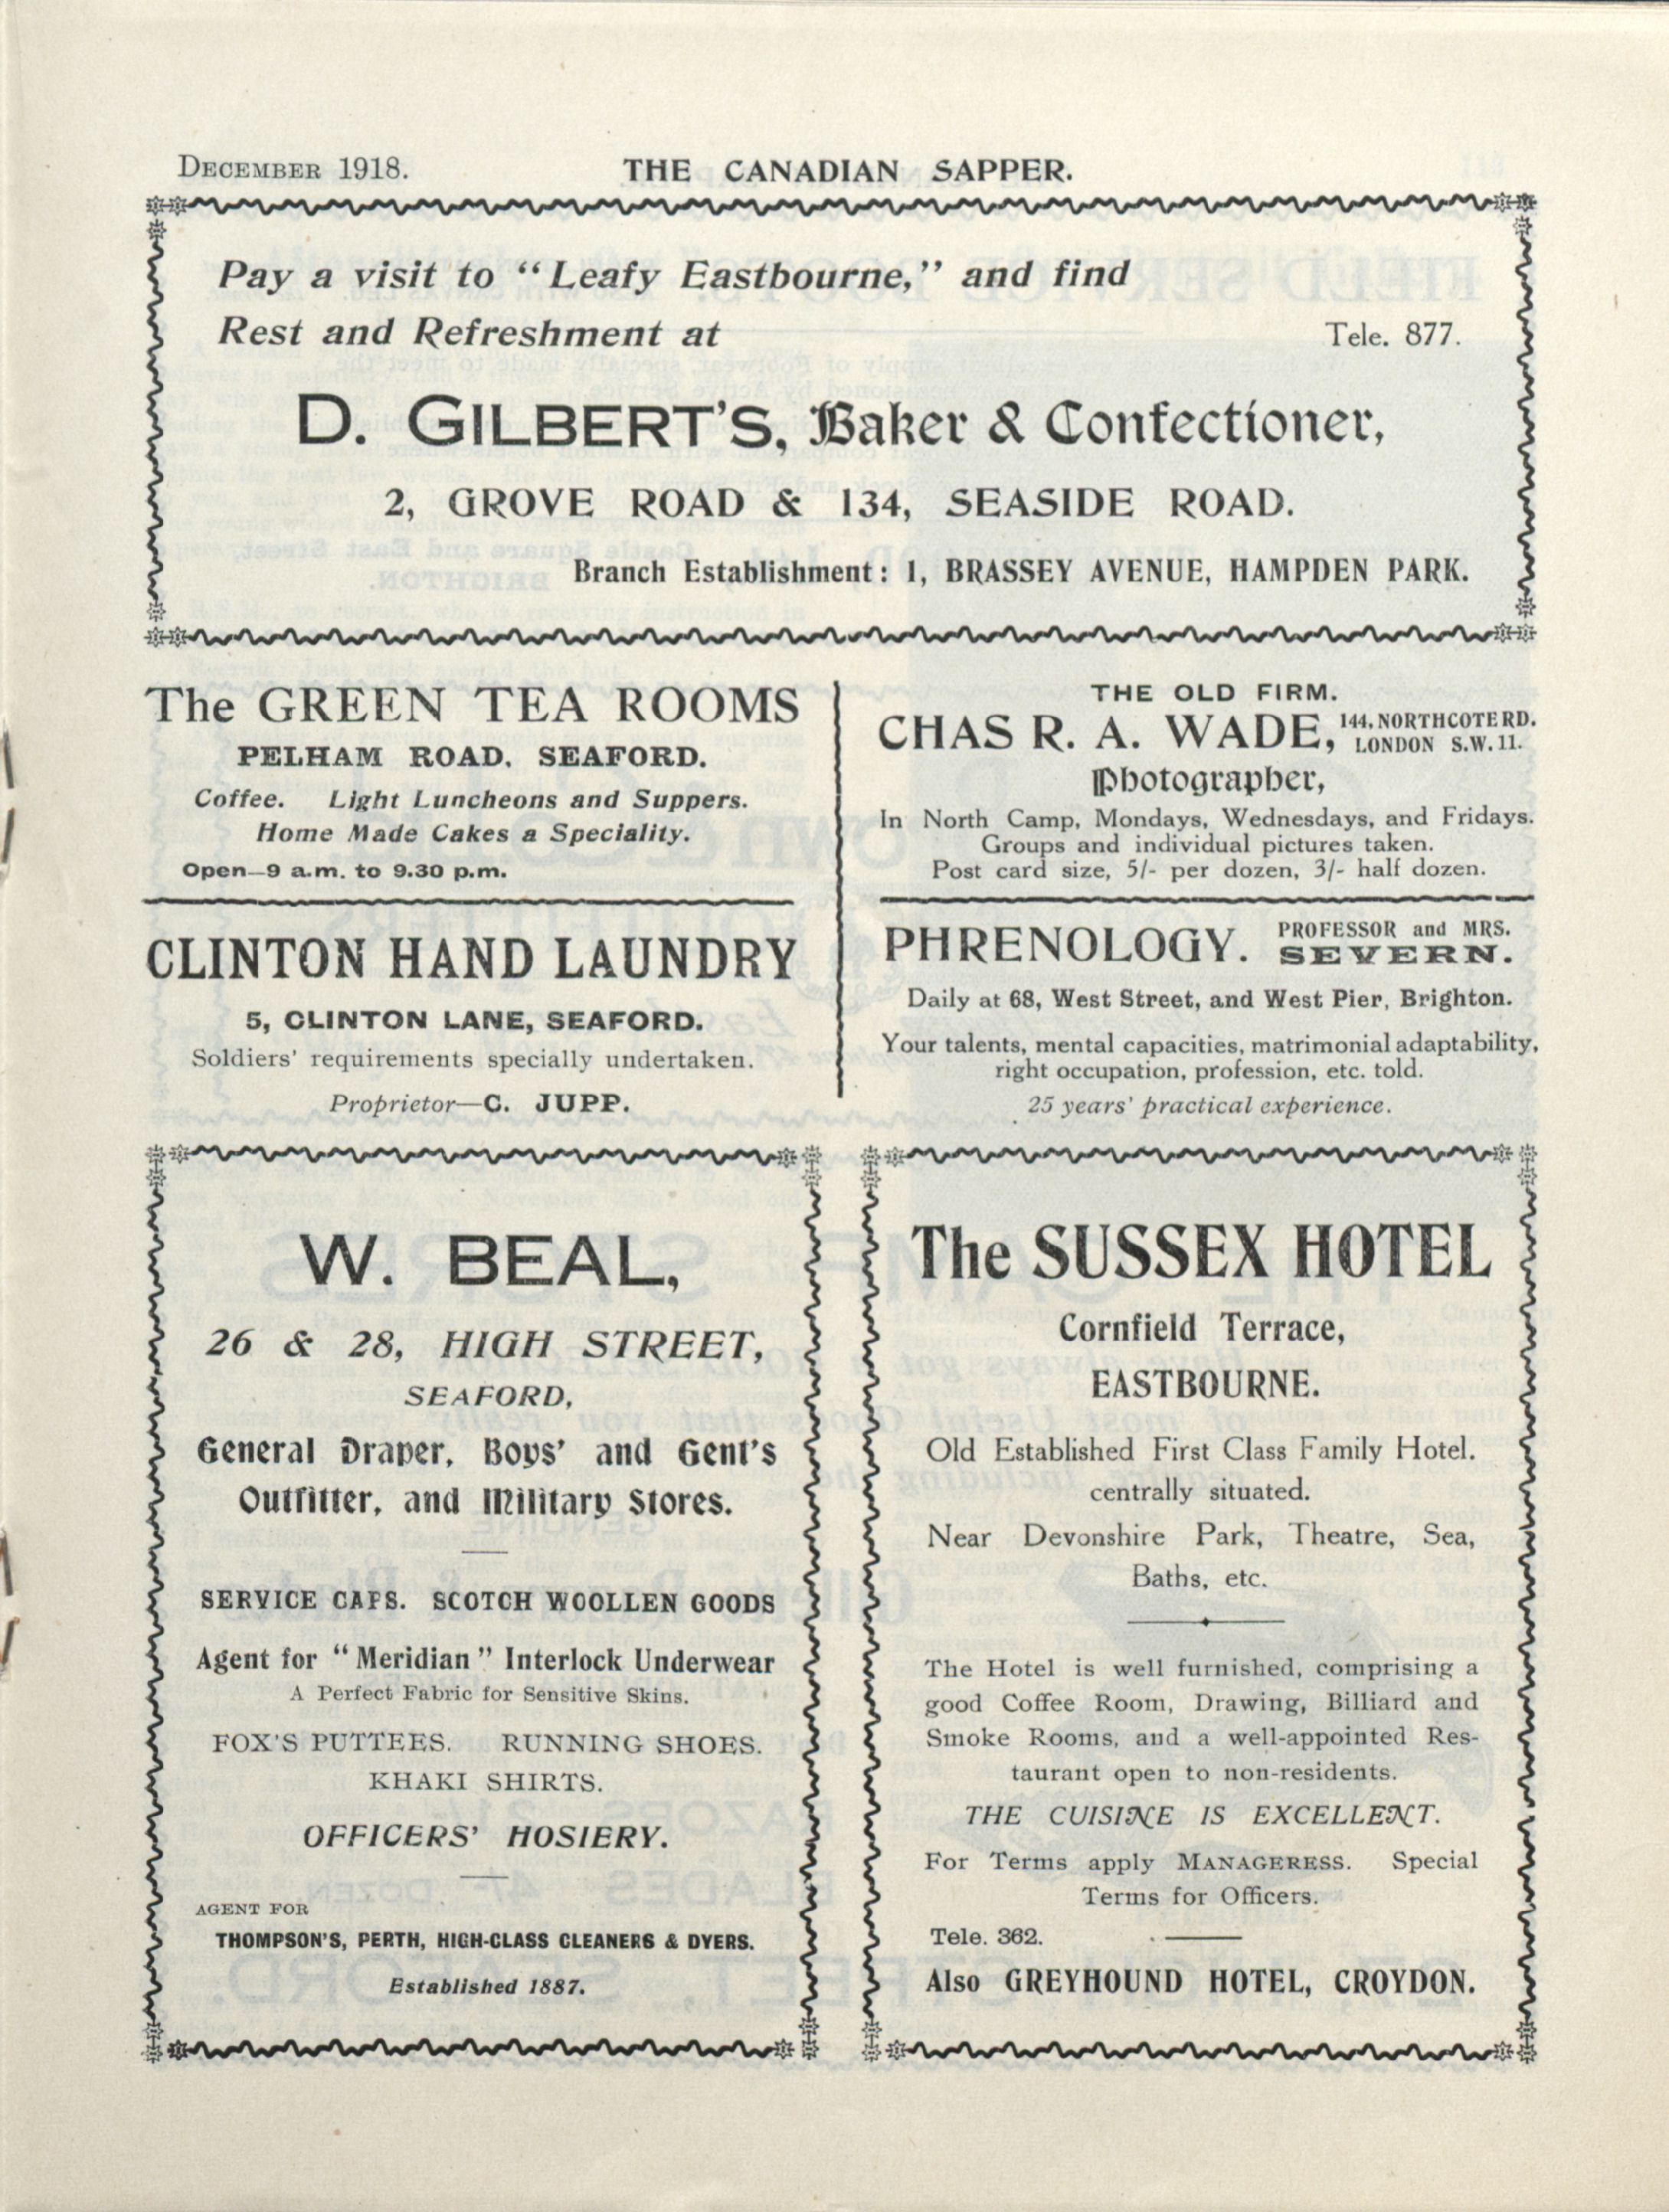 DECEMBER 1918.
THE CANADIAN SAPPER.
Pay a visit to "Leafy Eastbourne," and find
Rest and Refreshment at
Tele. 877.
D. GILBERT'S, Baker & Confectioner,
2, GROVE ROAD & 134, SEASIDE ROAD.
Branch Establishment: 1, BRASSEY AVENUE, HAMPDEN PARK.
The GREEN TEA ROOMS
PELHAM ROAD, SEAFORD.
Coffee. Light Luncheons and Suppers.
Home Made Cakes a Speciality.
Open—9 a.m. to 9.30 p.m.
CLINTON HAND LAUNDRY
5, CLINTON LANE, SEAFORD.
Soldiers' requirements specially undertaken.
Proprietor—C. JUPP.
THE OLD FIRM.
CHAS R. A. WADE, 144, NORTHCOTE RD.
LONDON S.W. 11.
Photographer,
In North Camp, Mondays, Wednesdays, and Fridays.
Groups and individual pictures taken.
Post card size, 5/- per dozen, 3/- half dozen.
PHRENOLOGY. PROFESSOR and MRS.
SEVERN.
Daily at 68, West Street, and West Pier, Brighton.
Your talents, mental capacities, matrimonial adaptability,
right occupation, profession, etc. told.
25 years' practical experience.
W. BEAL,
26 & 28, HIGH STREET,
SEAFORD,
General Draper, Boys' and Gent's
Outfitter, and Military Stores.
SERVICE CAPS. SCOTCH WOOLLEN GOODS
Agent for "Meridian" Interlock Underwear
A Perfect Fabric for Sensitive Skins.
FOX'S PUTTEES. RUNNING SHOES.
KHAKI SHIRTS.
OFFICERS' HOSIERY.
AGENT FOR
THOMPSON'S, PERTH, HIGH-CLASS CLEANERS & DYERS.
Established 1887.
The SUSSEX HOTEL
Cornfield Terrace,
EASTBOURNE.
Old Established First Class Family Hotel.
centrally situated.
Near Devonshire Park, Theatre, Sea,
Baths, etc.
The Hotel is well furnished, comprising a
good Coffee Room, Drawing, Billiard and
Smoke Rooms, and a well-appointed Res-
taurant open to non-residents.
THE CUISINE IS EXCELLENT.
For Terms apply MANAGERESS. Special
Terms for Officers.
Tele. 362.
Also GREYHOUND HOTEL, CROYDON.